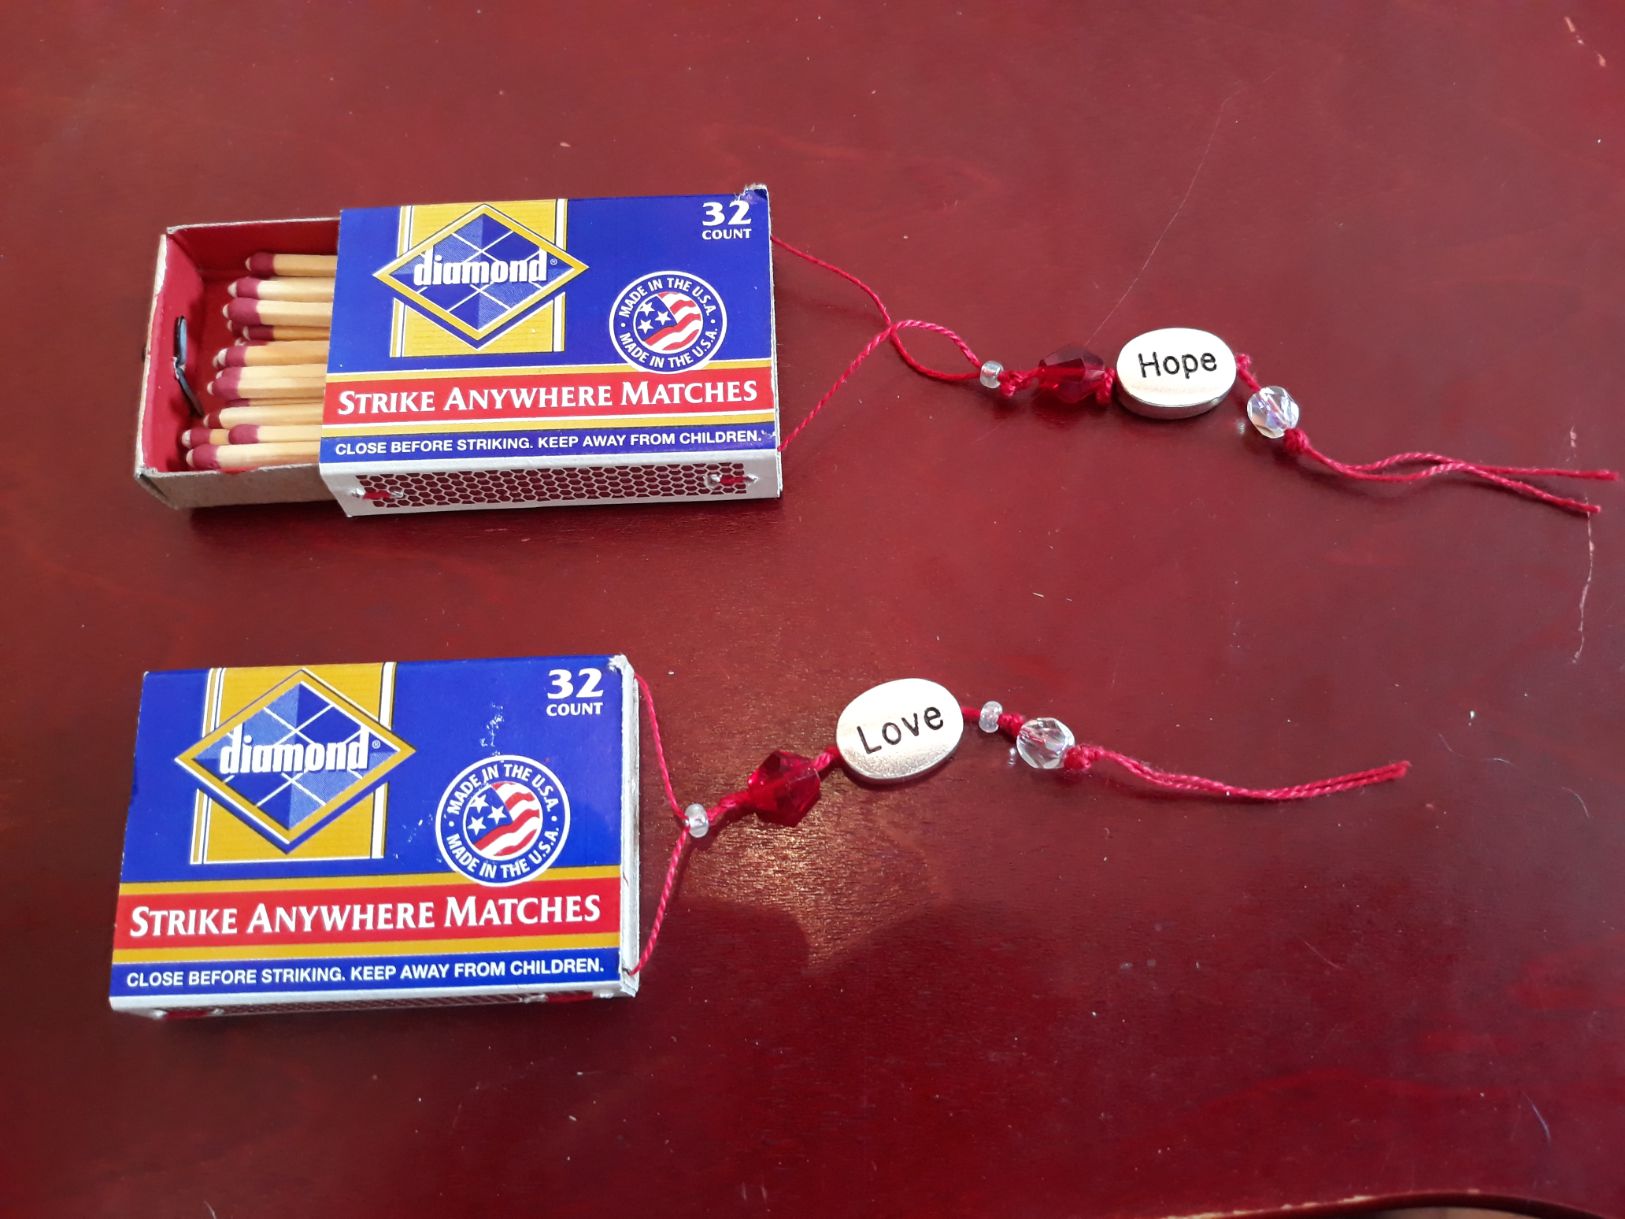 32
COUNT
diamond®
MADE IN THE U.S.A.
MADE IN THE U.S.A.
STRIKE ANYWHERE MATCHES
CLOSE BEFORE STRIKING. KEEP AWAY FROM CHILDREN.
Hope
32
COUNT
diamond®
MADE IN THE U.S.A.
MADE IN THE U.S.A.
STRIKE ANYWHERE MATCHES
CLOSE BEFORE STRIKING. KEEP AWAY FROM CHILDREN.
Love